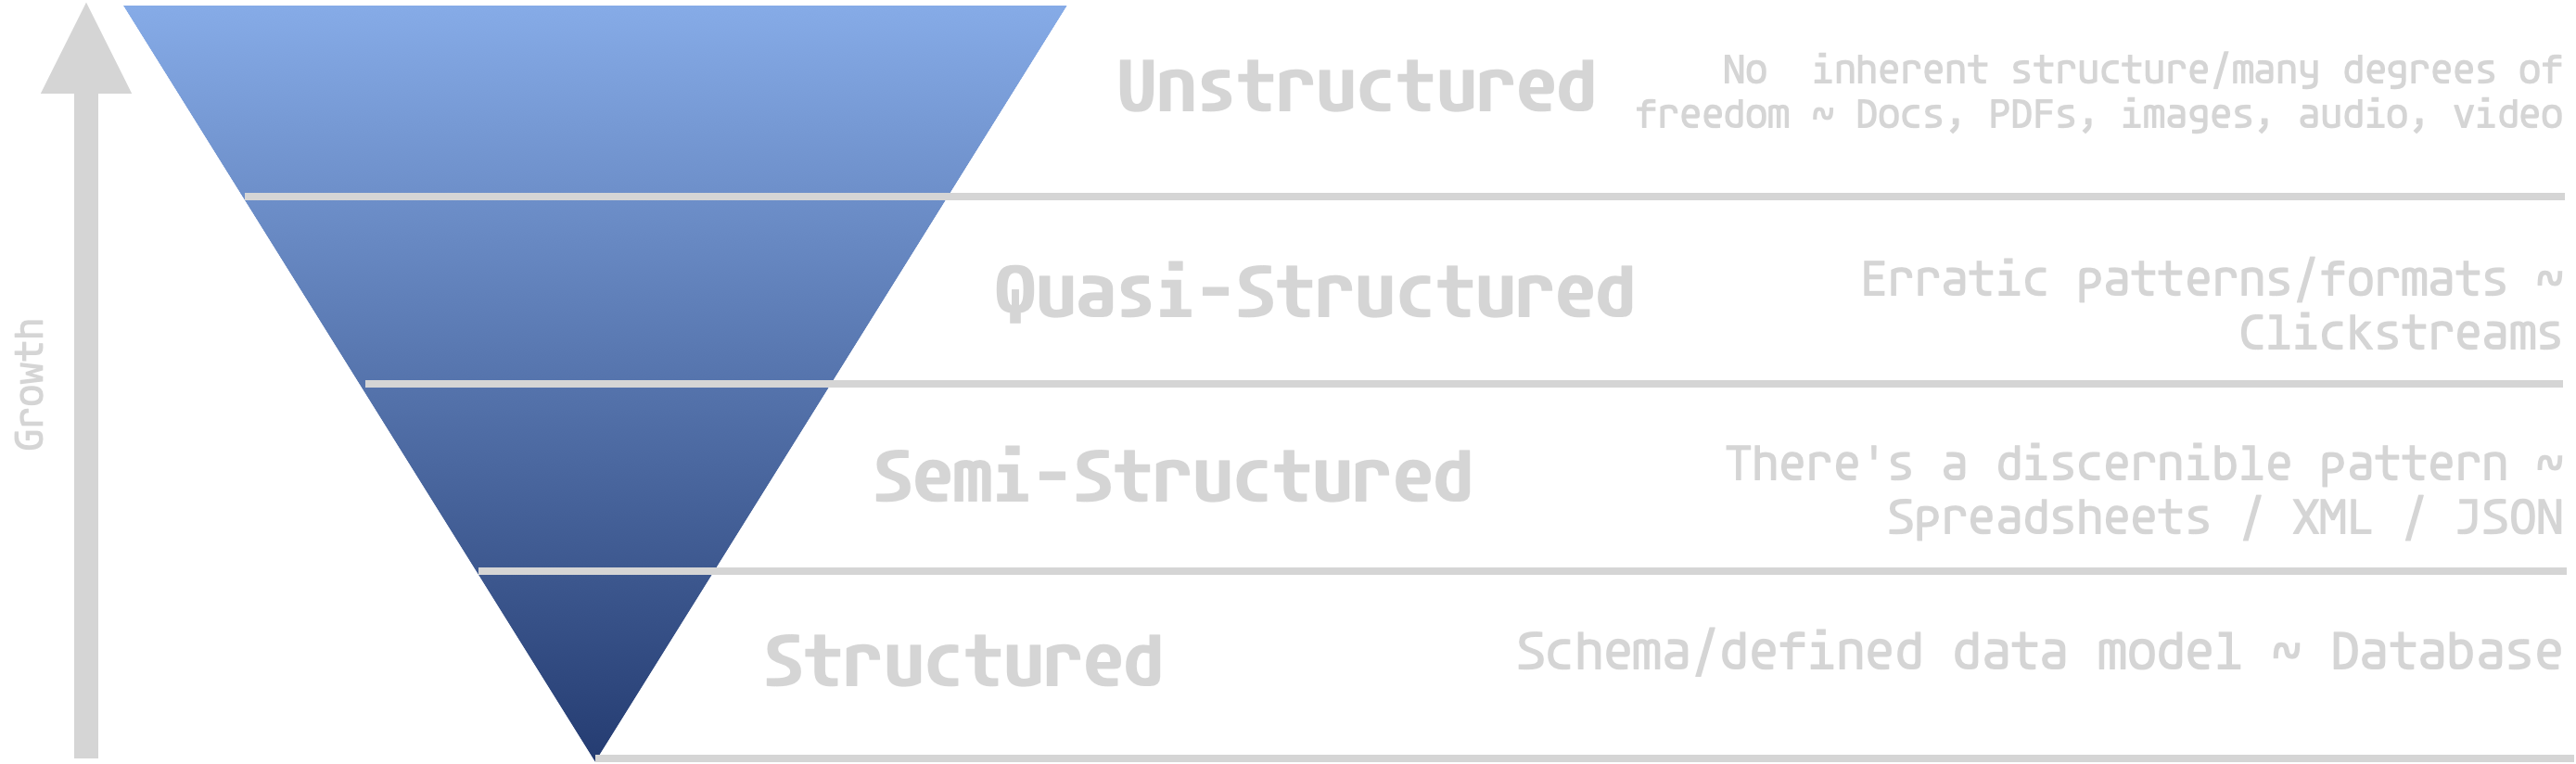 Growth
Unstructured
No  inherent structure/many degrees of
freedom ~ Docs, PDFs, images, audio, video
Quasi-Structured
Erratic patterns/formats ~
Clickstreams
Semi-Structured
There's a discernible pattern ~
Spreadsheets / XML / JSON
Structured
Schema/defined data model ~ Database